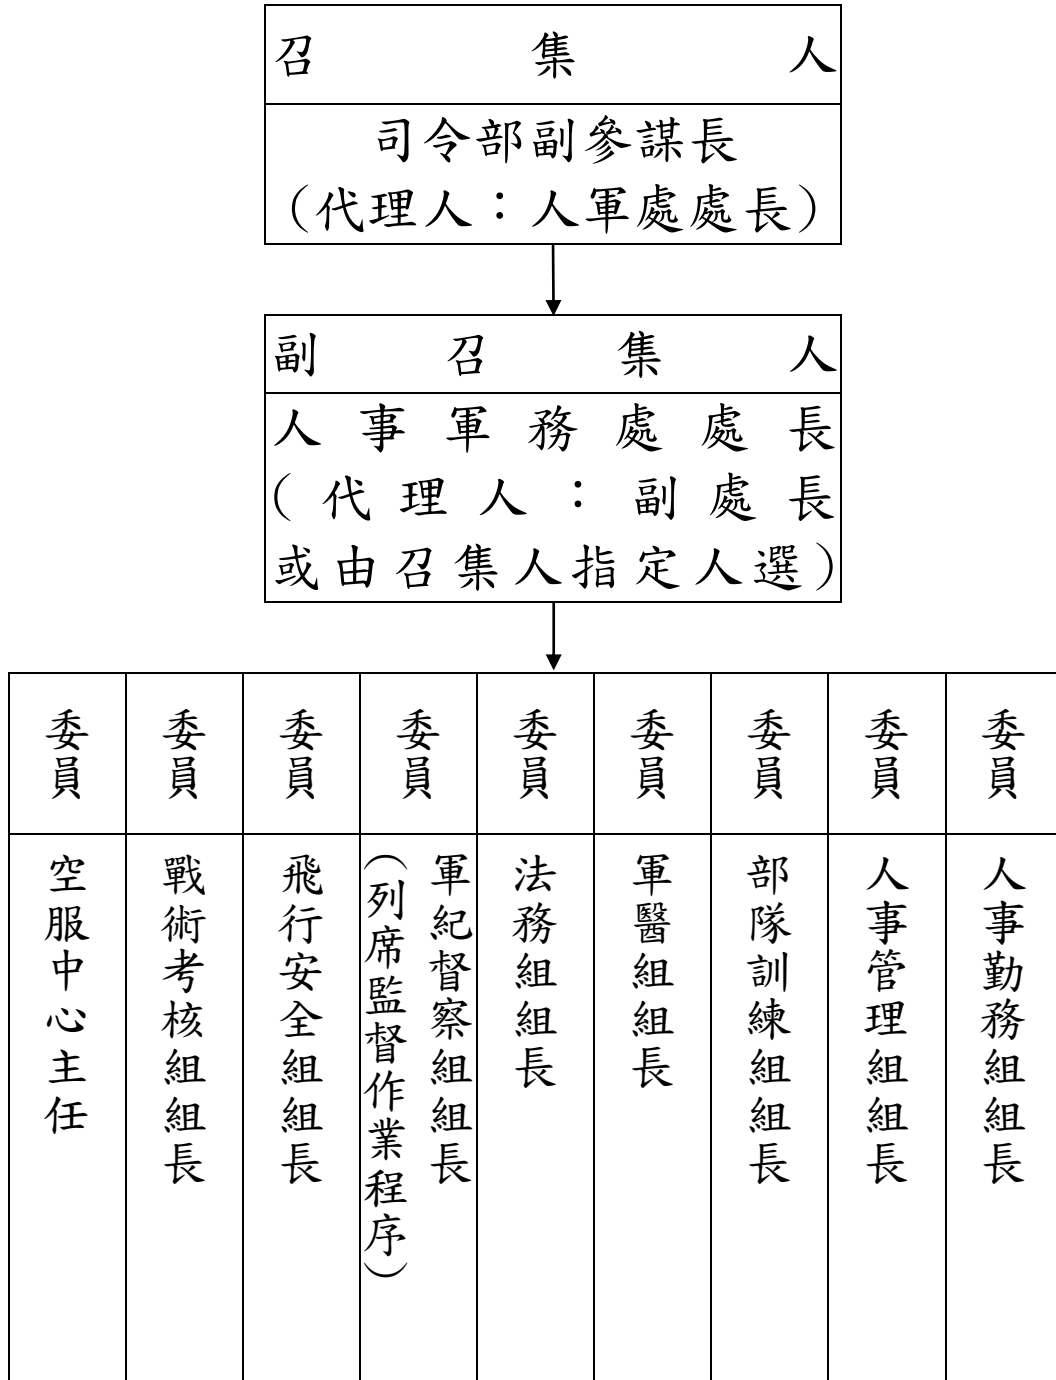 召集人
司令部副參謀長
（代理人：人軍處處長）
副召集人
人事軍務處處長
（代理人：副處長
或由召集人指定人選）
委員
委員
委員
委員
委員
委員
委員
委員
委員
人事勤務組組長
人事管理組組長
部隊訓練組組長
軍醫組組長
法務組組長
軍紀督察組組長
（列席監督作業程序）
飛行安全組組長
戰術考核組組長
空服中心主任